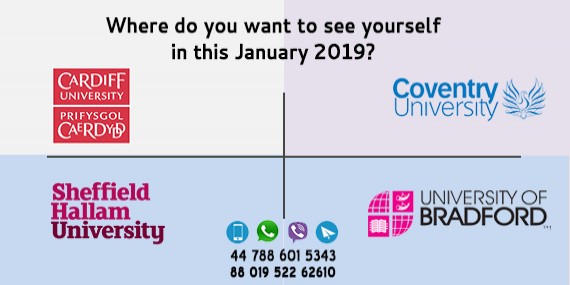 Where do you want to see yourself
in this January 2019?
CARDIFF
UNIVERSITY
PRIFYSGOL
CAERDYDD
Coventry
University
Sheffield
Hallam
University
UNIVERSITY OF
BRADFORD
TM
44 788 601 5343
88 019 522 62610